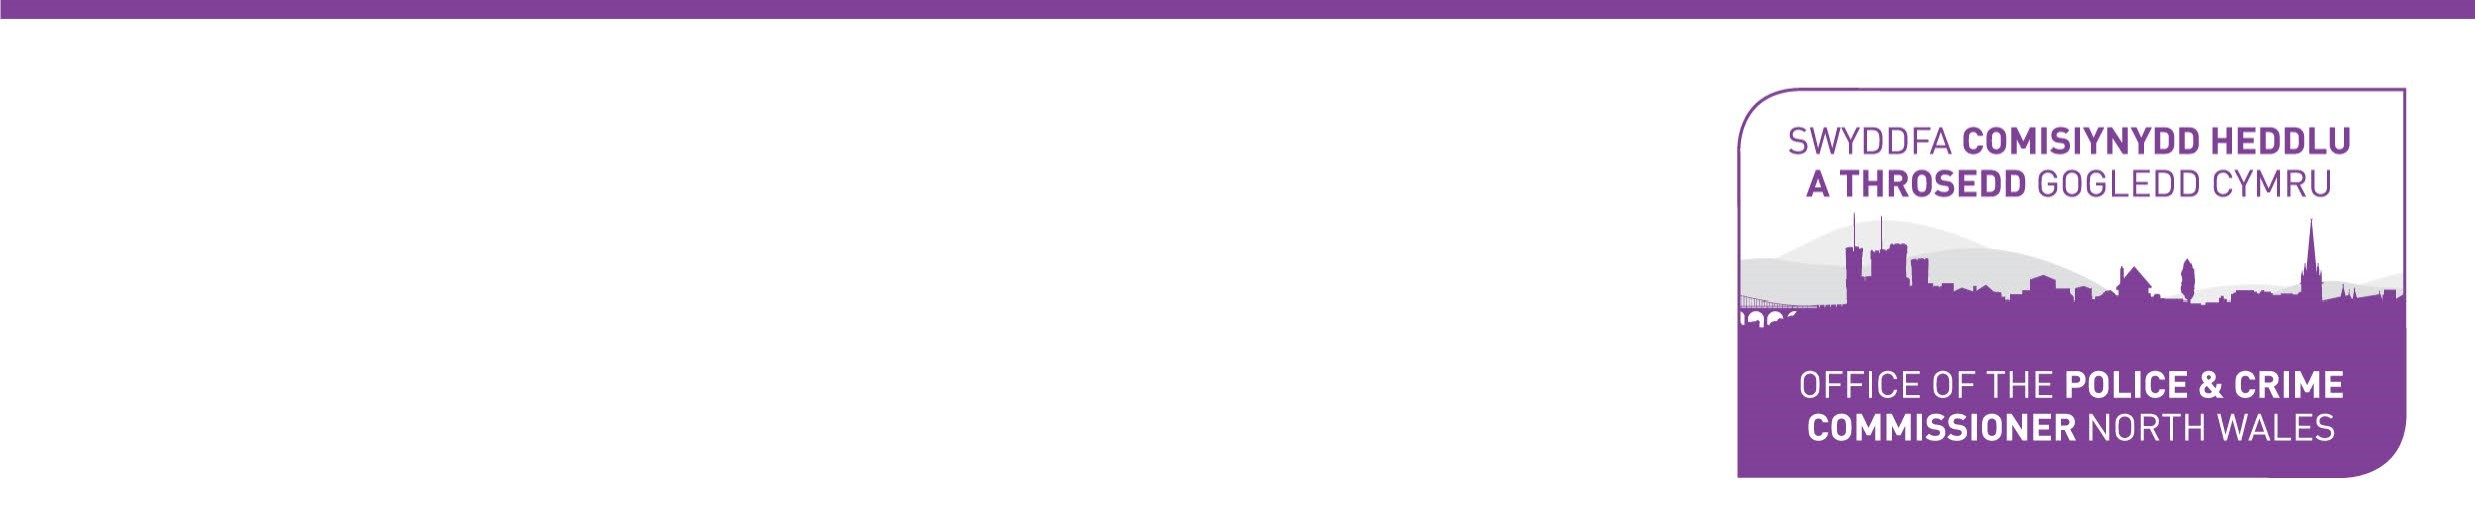 SWYDDFA COMISIYNYDD HEDDLU
A THROSEDD GOGLEDD CYMRU
OFFICE OF THE POLICE & CRIME
COMMISSIONER NORTH WALES